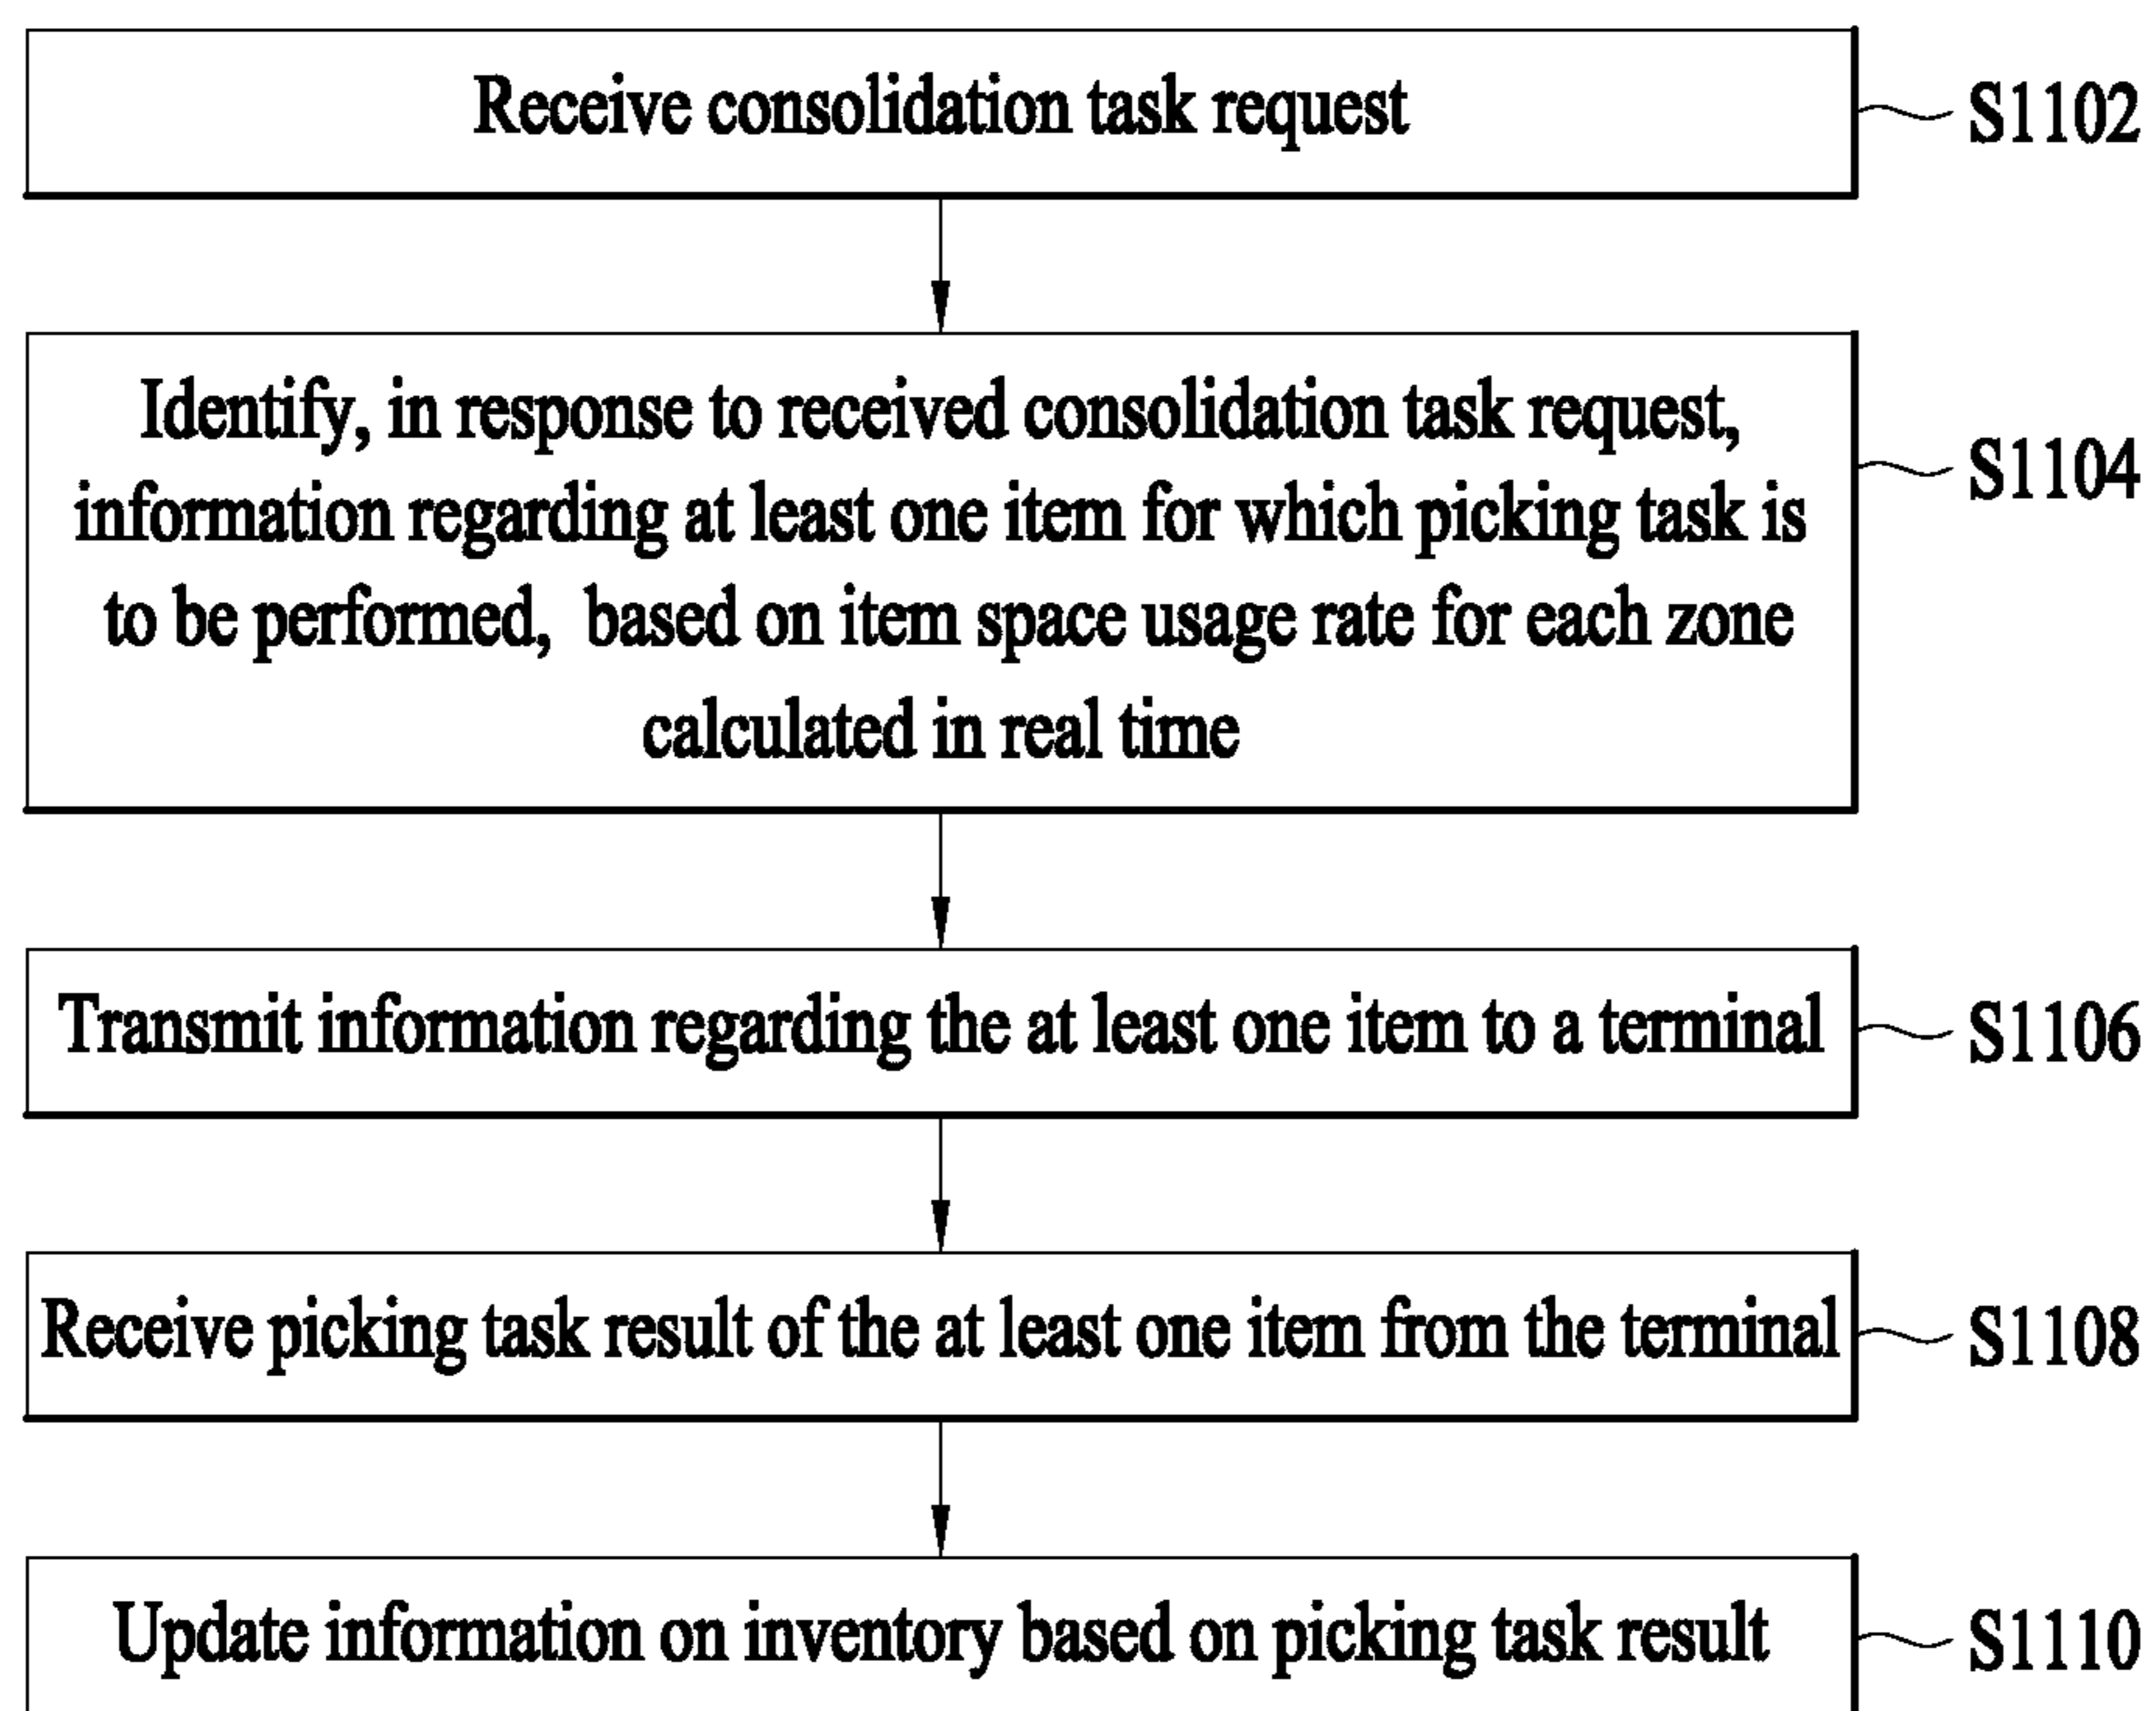 Receive consolidation task request
S1102
Identify, in response to received consolidation task request,
information regarding at least one item for which picking task is
to be performed, based on item space usage rate for each zone
calculated in real time
S1104
Transmit information regarding the at least one item to a terminal
S1106
Receive picking task result of the at least one item from the terminal
S1108
Update information on inventory based on picking task result
S1110